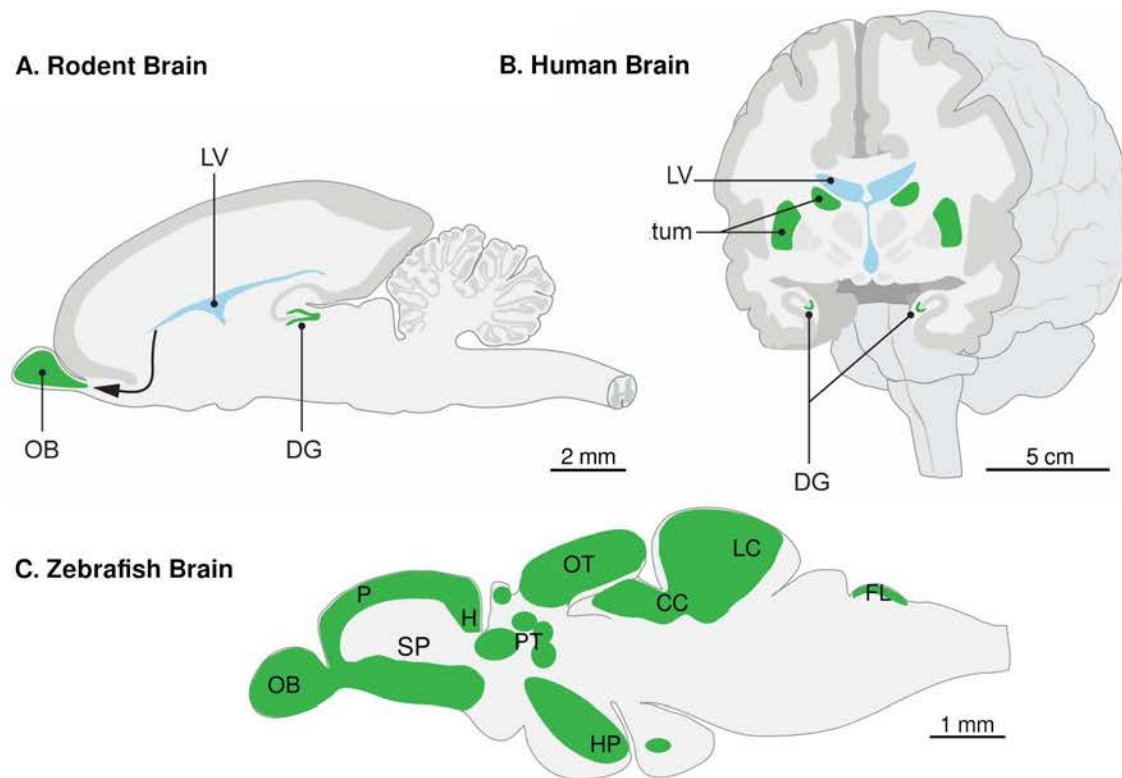 A. Rodent Brain
LV
OB
DG
2 mm
B. Human Brain
LV
tum
DG
5 cm
C. Zebrafish Brain
P
H
SP
OB
OT
PT
HP
CC
LC
FL
1 mm